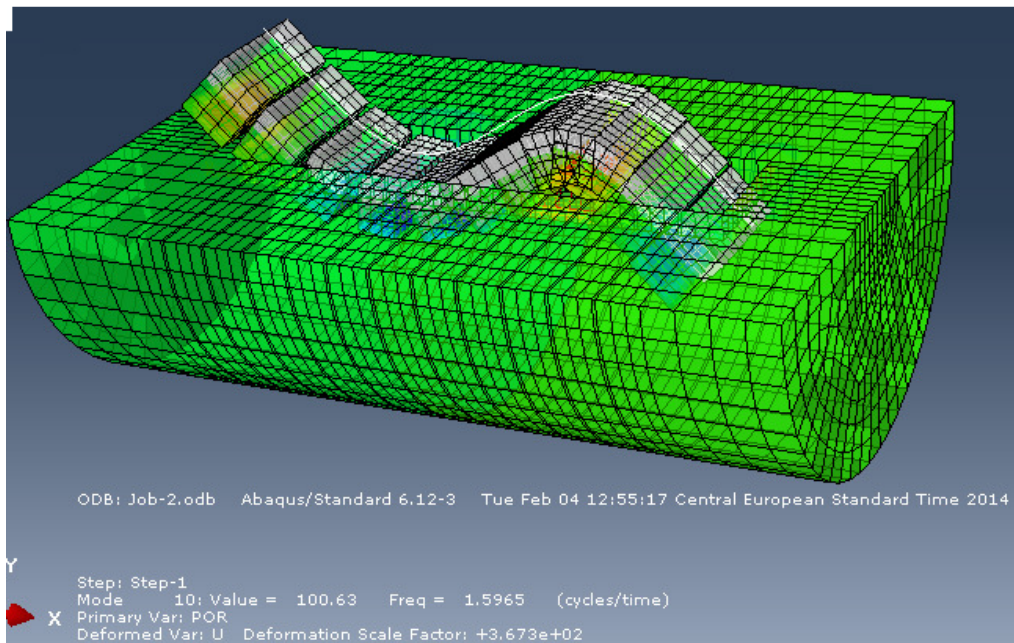 ODB: Job-2.odb Abaqus/Standard 6.12-3 Tue Feb 04 12:55:17 Central European Standard Time 2014
Y
Step: Step-1
Mode 10: Value = 100.63 Freq = 1.5965 (cycles/time)
X Primary Var: POR
Deformed Var: U Deformation Scale Factor: +3.673e+02